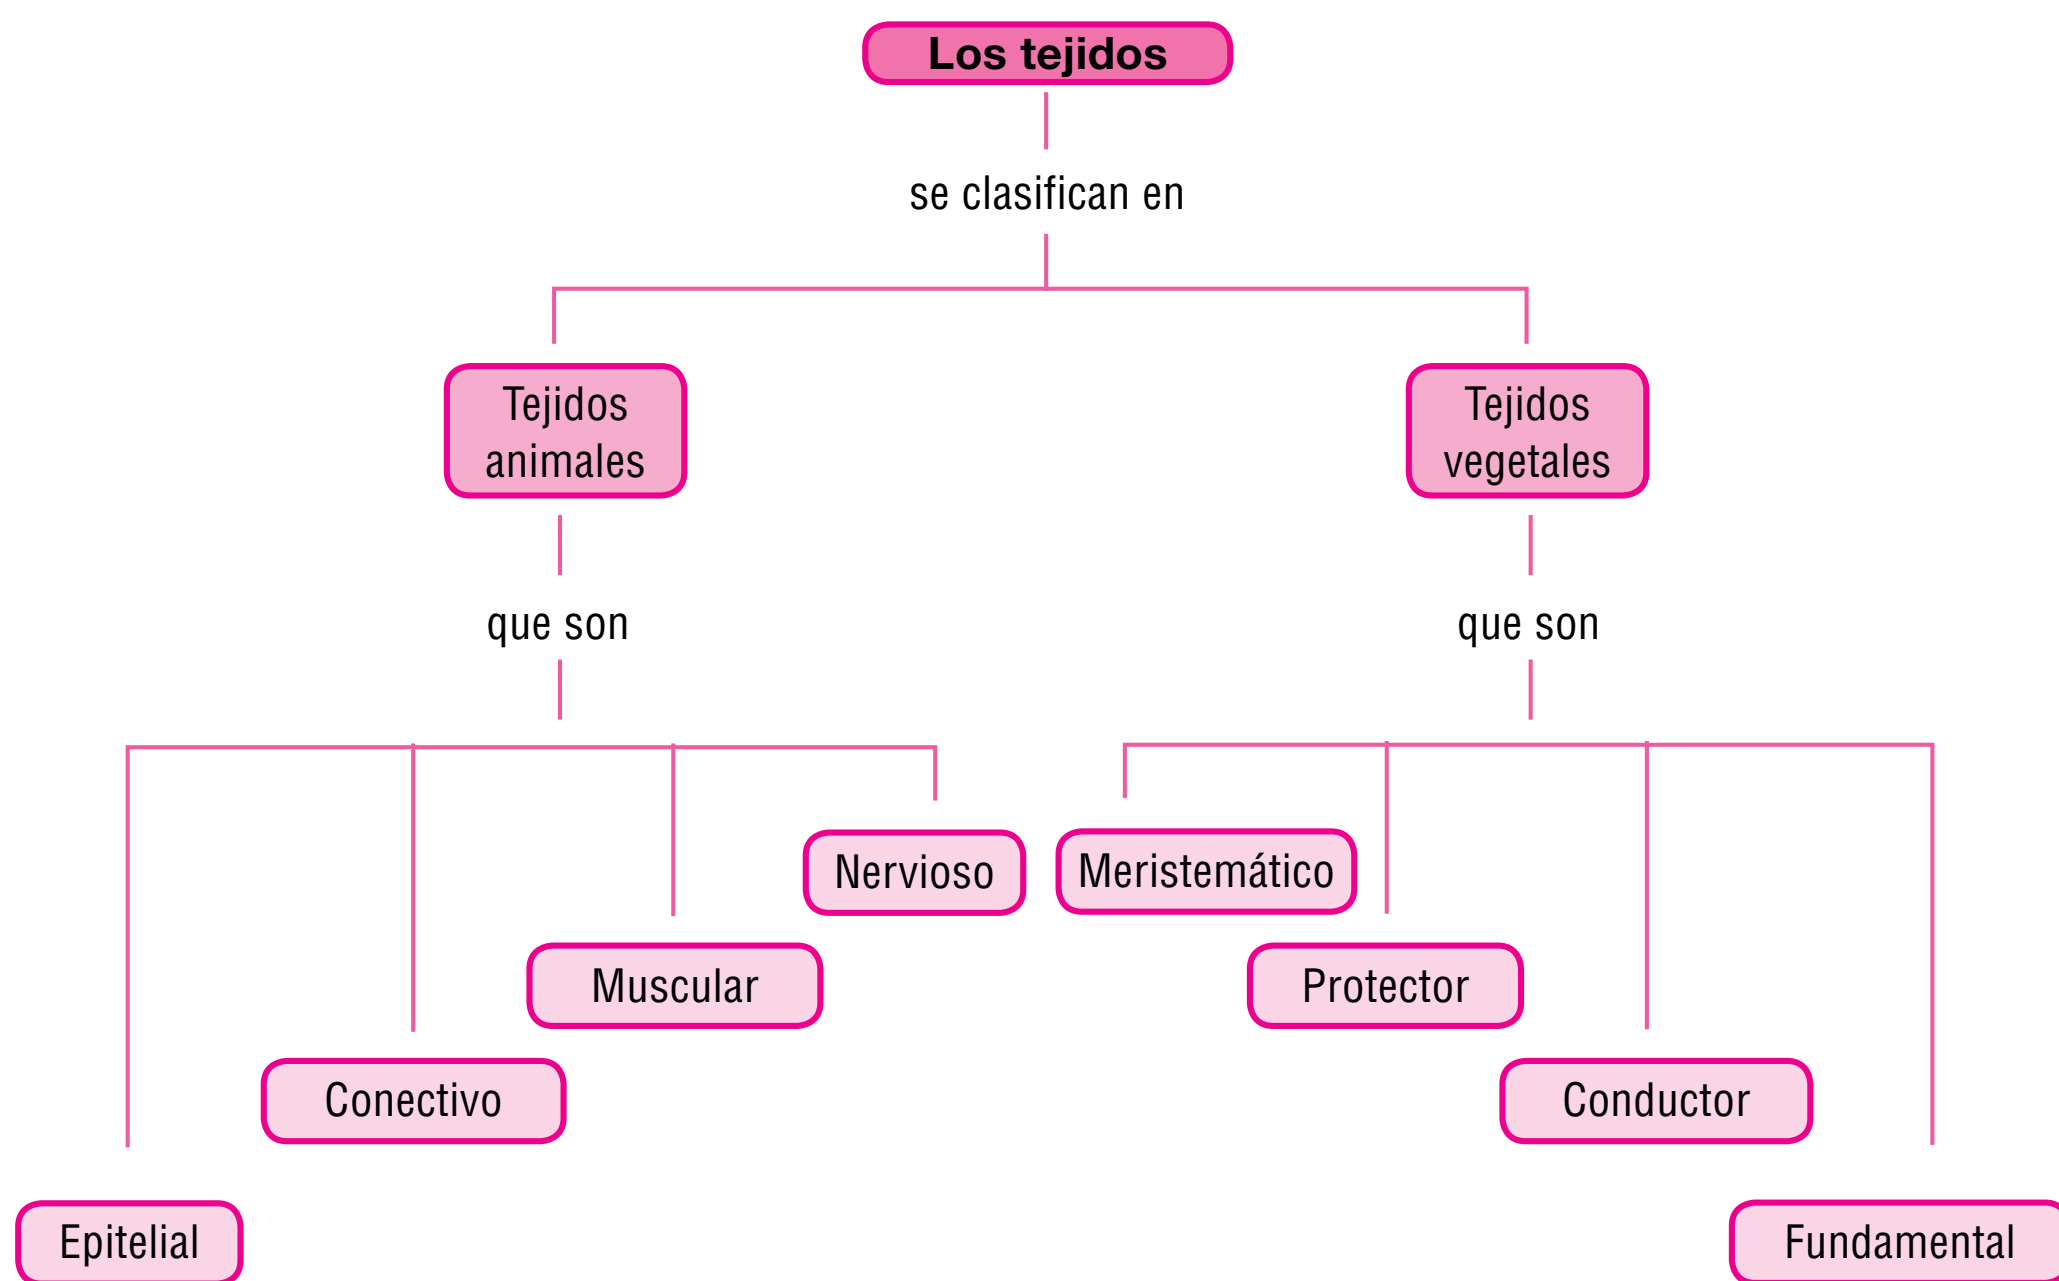 Los tejidos
se clasifican en
Tejidos
animales
Tejidos
vegetales
que son
que son
Nervioso
Meristemático
Muscular
Protector
Conectivo
Conductor
Epitelial
Fundamental